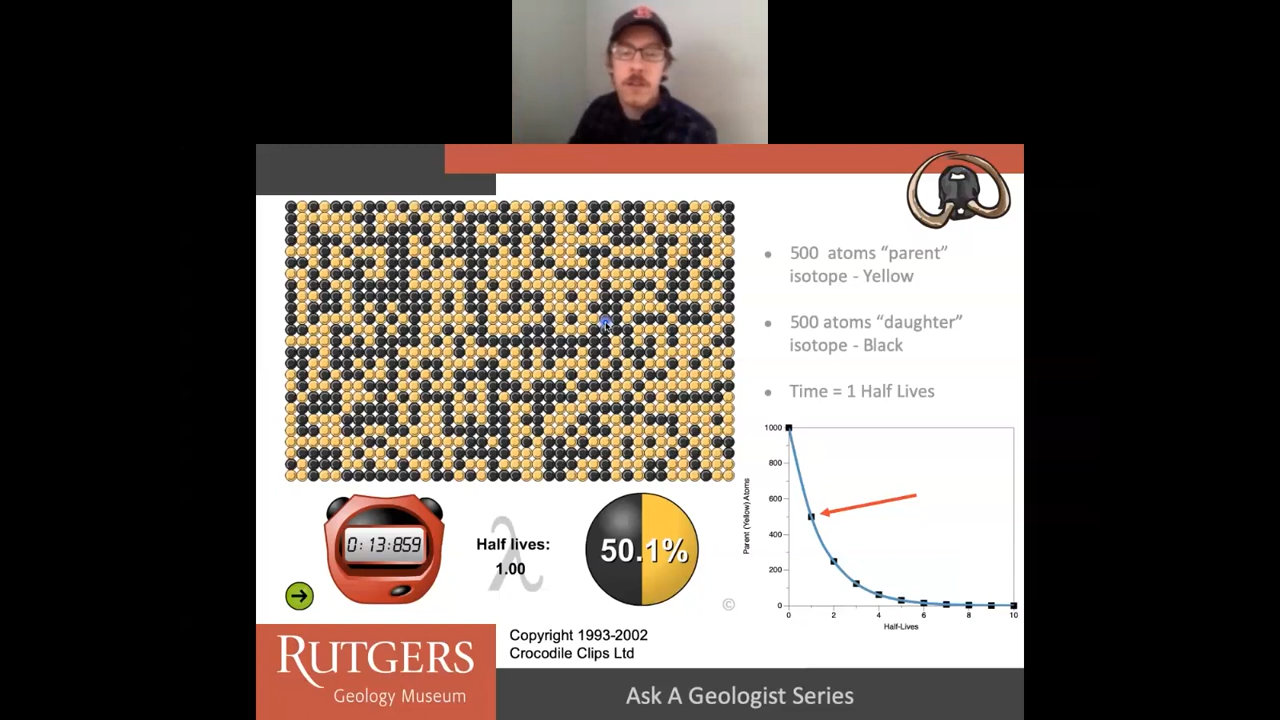 • 500 atoms “parent”
isotope - Yellow
• 500 atoms “daughter”
isotope - Black
• Time = 1 Half Lives
0:13:859
Half lives:
1.00
λ
50.1%
©
1000
800
600
400
200
0
Parent (Yellow) Atoms
0 2 4 6 8 10
Half-Lives
Copyright 1993-2002
Crocodile Clips Ltd
RUTGERS
Geology Museum
Ask A Geologist Series